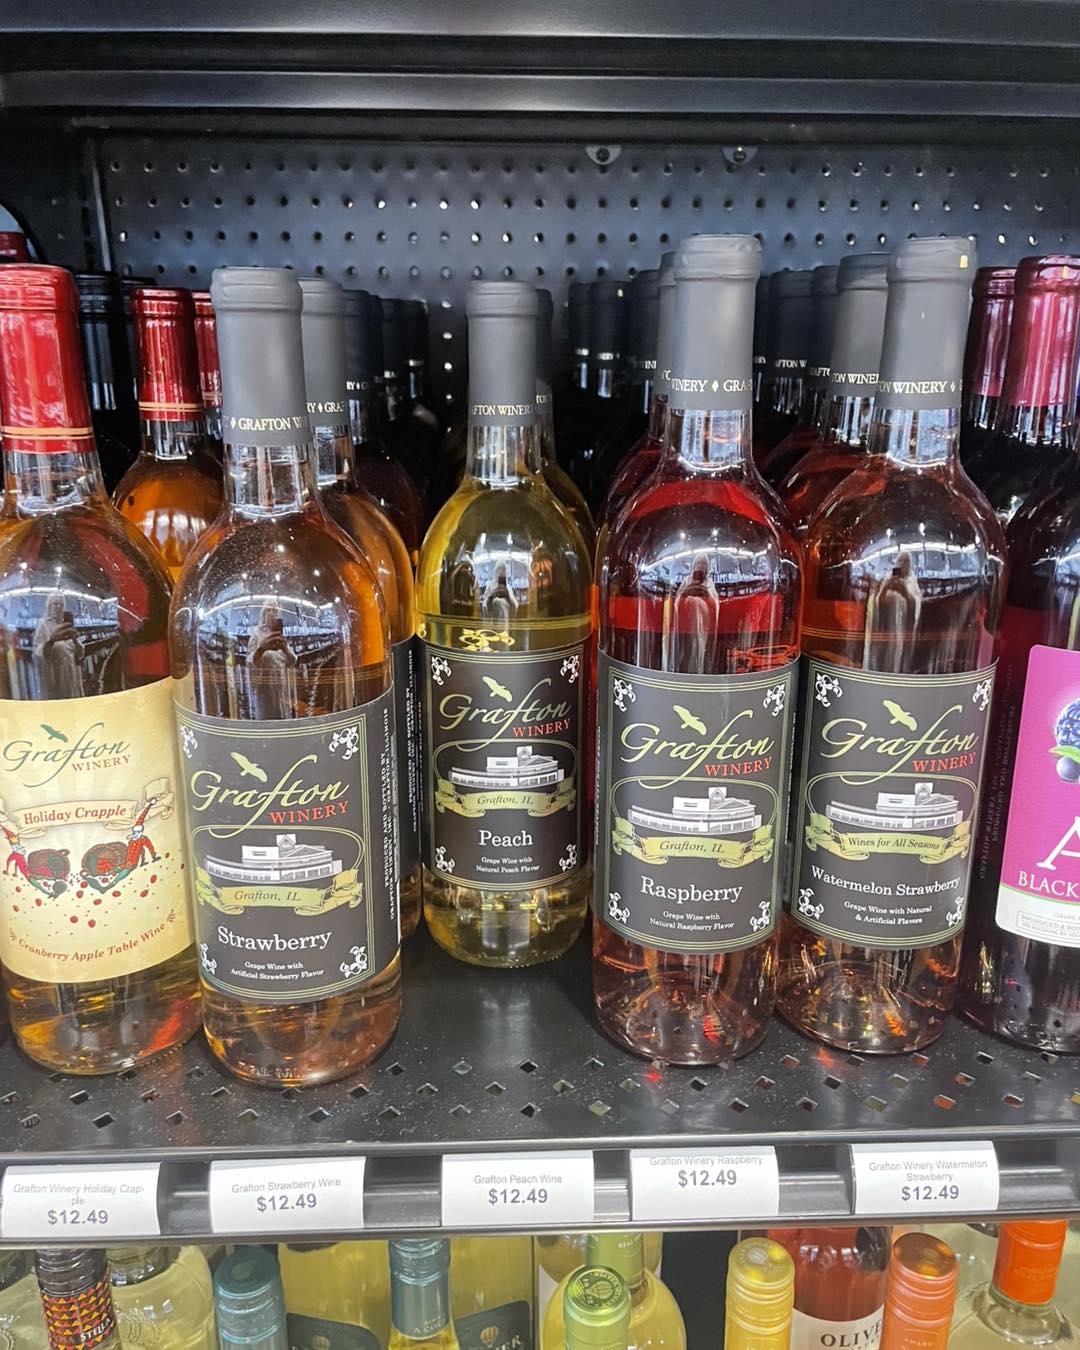 GRAFTON W
AFTON WINER
WINERY ♦ GRA
ON WINERY ♦
Grafton
WINERY
Holiday Crapple
Cranberry Apple Table Wine
Grafton
WINERY
Grafton, IL
Strawberry
Grape Wine with
Artificial Strawberry Flavor
Grafton
WINERY
Grafton, IL
Peach
Grape Wine with
Natural Peach Flavor
Grafton
WINERY
Grafton, IL
Raspberry
Grape Wine with
Natural Raspberry Flavor
Grafton
WINERY
Wines for All Seasons
Watermelon Strawberry
Grape Wine with Natural
& Artificial Flavors
A
BLACK
Grafton Winery Holiday Crap-
ple
$12.49
Grafton Strawberry Wine
$12.49
Grafton Peach Wine
$12.49
Grafton Winery Raspberry
$12.49
Grafton Winery Watermelon
Strawberry
$12.49
STELLA
OLIVE